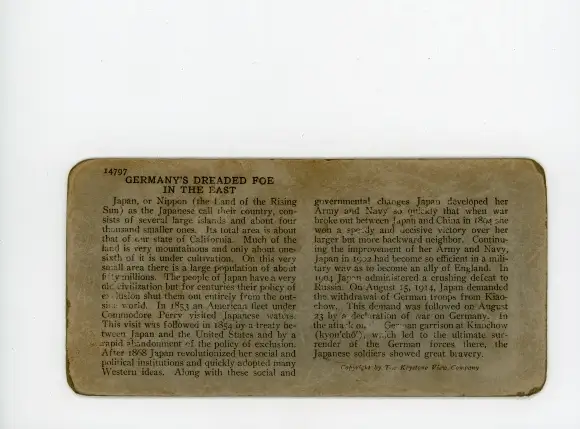 14797
GERMANY'S DREADED FOE
IN THE EAST
Japan, or Nippon (the Land of the Rising
Sun) as the Japanese call their country, con-
sists of several large islands and about four
thousand smaller ones. Its total area is about
that of our state of California. Much of the
land is very mountainous and only about one-
sixth of it is under cultivation. On this very
small area there is a large population of about
fifty millions. The people of Japan have a very
old civilization but for centuries their policy of
exclusion shut them out entirely from the out-
side world. In 1853 an American fleet under
Commodore Perry visited Japanese waters.
This visit was followed in 1854 by a treaty be-
tween Japan and the United States and by a
rapid abandonment of the policy of exclusion.
After 1868 Japan revolutionized her social and
political institutions and quickly adopted many
Western ideas. Along with these social and
governmental changes Japan developed her
Army and Navy so quickly that when war
broke out between Japan and China in 1894 she
won a speedy and decisive victory over her
larger but more backward neighbor. Continu-
ing the improvement of her Army and Navy,
Japan in 1902 had become so efficient in a mili-
tary way as to become an ally of England. In
1904 Japan administered a crushing defeat to
Russia. On August 15, 1914, Japan demanded
the withdrawal of German troops from Kiao-
chow. This demand was followed on August
23 by a declaration of war on Germany. In
the attack on German garrison at Kiaochow
which led to the ultimate sur-
render of the German forces there, the
Japanese soldiers showed great bravery.
Copyright by The Keystone View Company